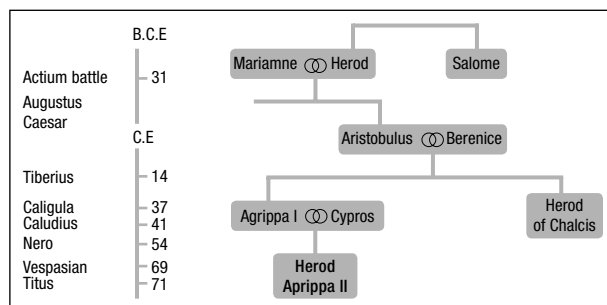 B.C.E
Actium battle 31
Augustus
Caesar
C.E
Tiberius 14
Caligula 37
Caludius 41
Nero 54
Vespasian 69
Titus 71
Mariamne Herod
Salome
Aristobulus Berenice
Agrippa I Cypros
Herod
of Chalcis
Herod
Aprippa II